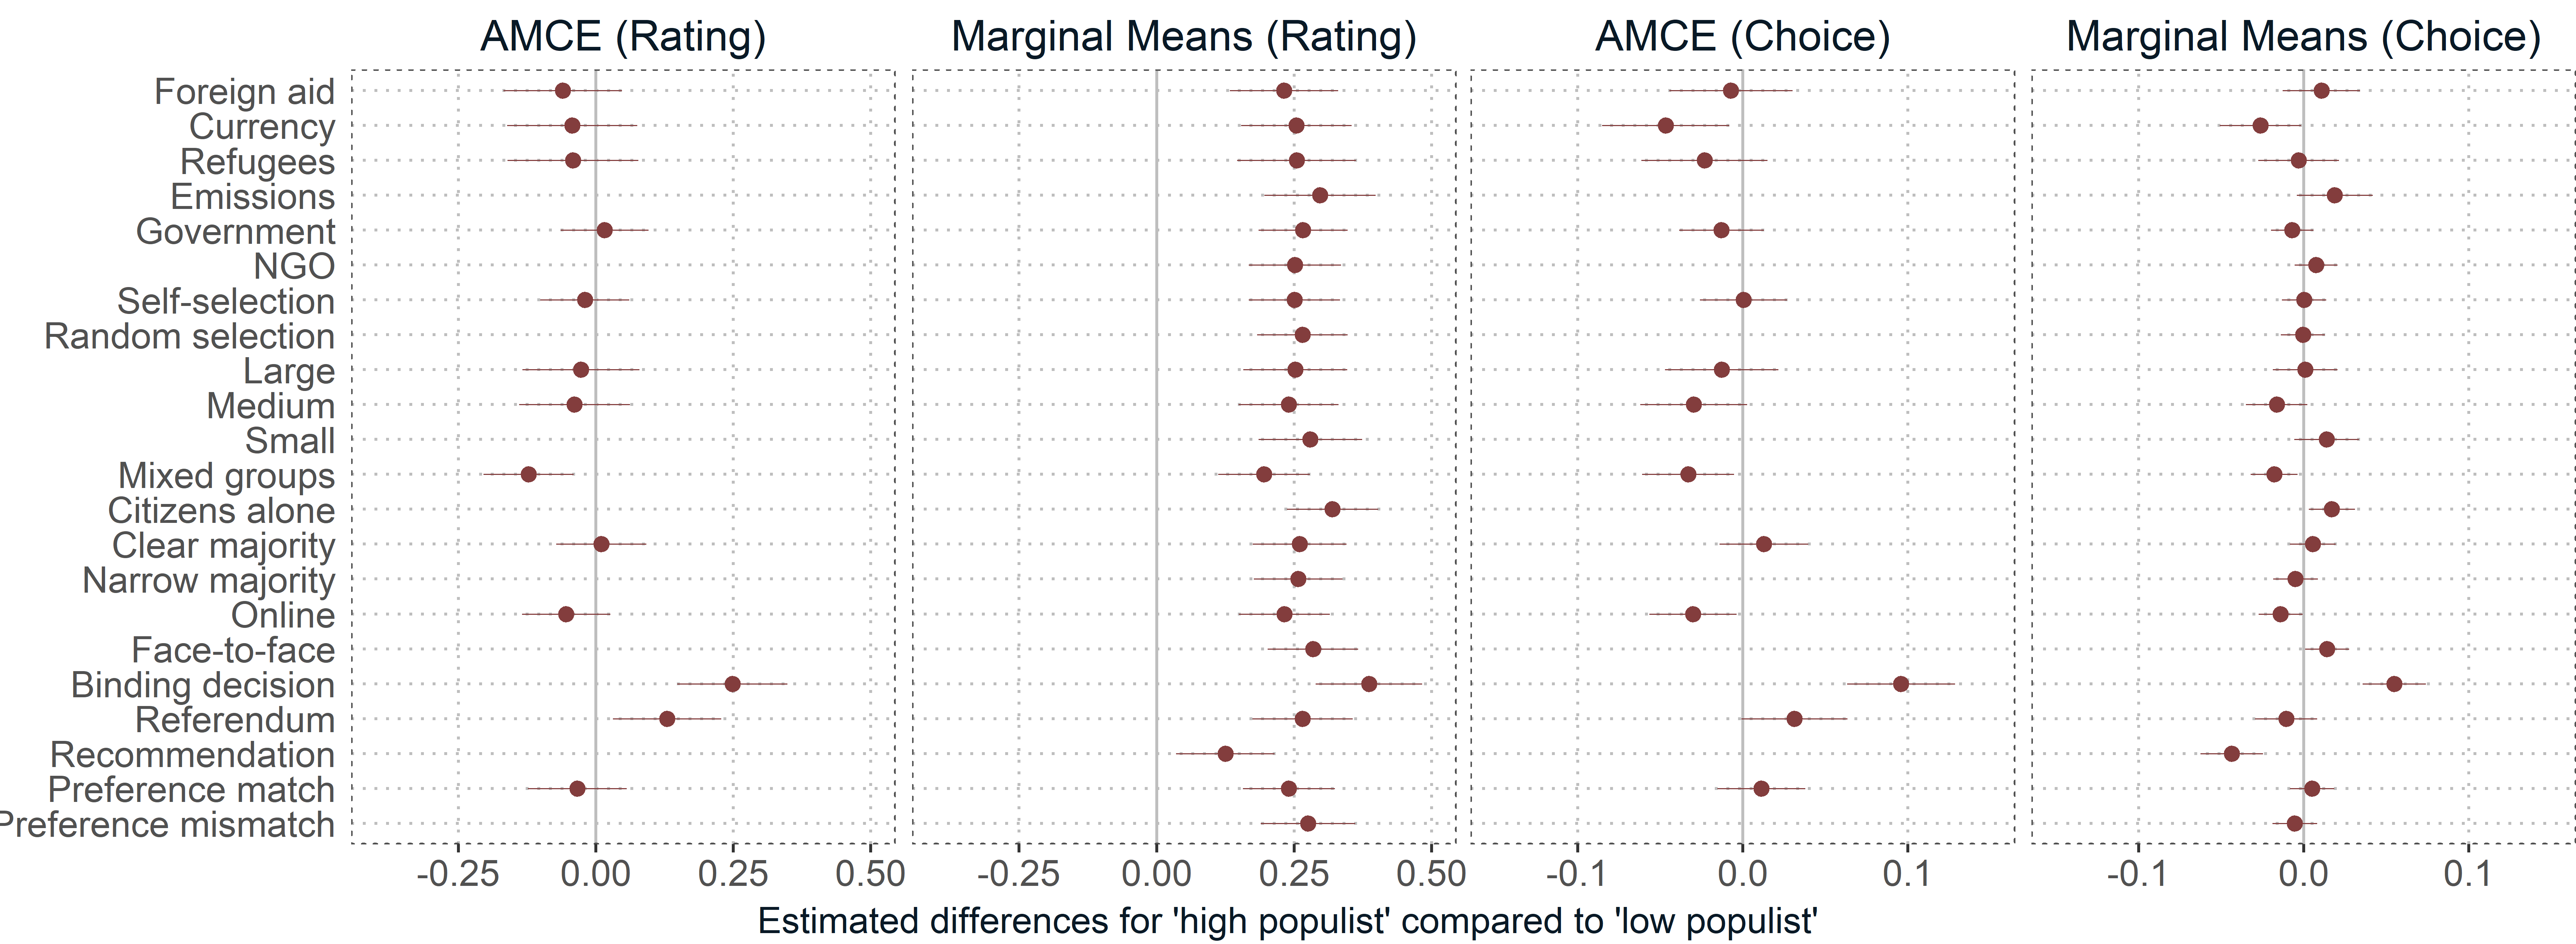 AMCE (Rating) Marginal Means (Rating) AMCE (Choice) Marginal Means (Choice)
Foreign aid
Currency
Refugees
Emissions
Government
NGO
Self-selection
Random selection
Large
Medium
Small
Mixed groups
Citizens alone
Clear majority
Narrow majority
Online
Face-to-face
Binding decision
Referendum
Recommendation
Preference match
Preference mismatch
-0.25 0.00 0.25 0.50 -0.25 0.00 0.25 0.50 -0.1 0.0 0.1 -0.1 0.0 0.1
Estimated differences for 'high populist' compared to 'low populist'